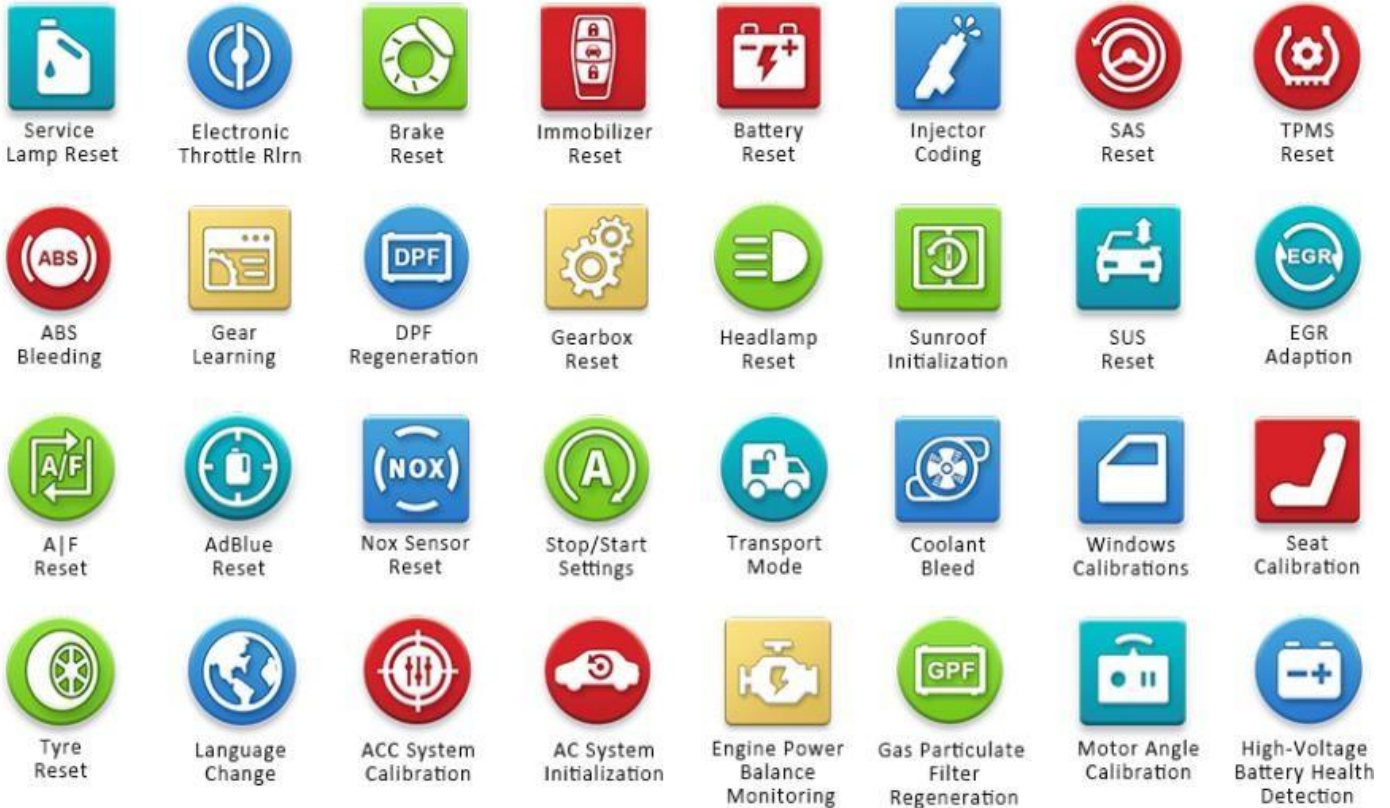 Service
Lamp Reset
Electronic
Throttle Rlrn
Brake
Reset
Immobilizer
Reset
Battery
Reset
Injector
Coding
SAS
Reset
TPMS
Reset
ABS
ABS
Bleeding
Gear
Learning
DPF
DPF
Regeneration
Gearbox
Reset
Headlamp
Reset
Sunroof
Initialization
SUS
Reset
EGR
EGR
Adaption
A/F
A|F
Reset
AdBlue
Reset
NOX
Nox Sensor
Reset
A
Stop/Start
Settings
Transport
Mode
Coolant
Bleed
Windows
Calibrations
Seat
Calibration
Tyre
Reset
Language
Change
ACC System
Calibration
AC System
Initialization
Engine Power
Balance
Monitoring
GPF
Gas Particulate
Filter
Regeneration
Motor Angle
Calibration
High-Voltage
Battery Health
Detection